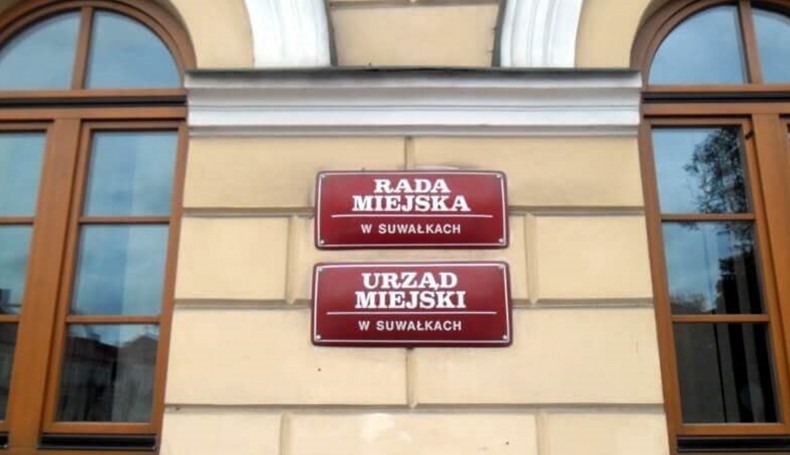 RADA
MIEJSKA
W SUWAŁKACH
URZĄD
MIEJSKI
W SUWAŁKACH